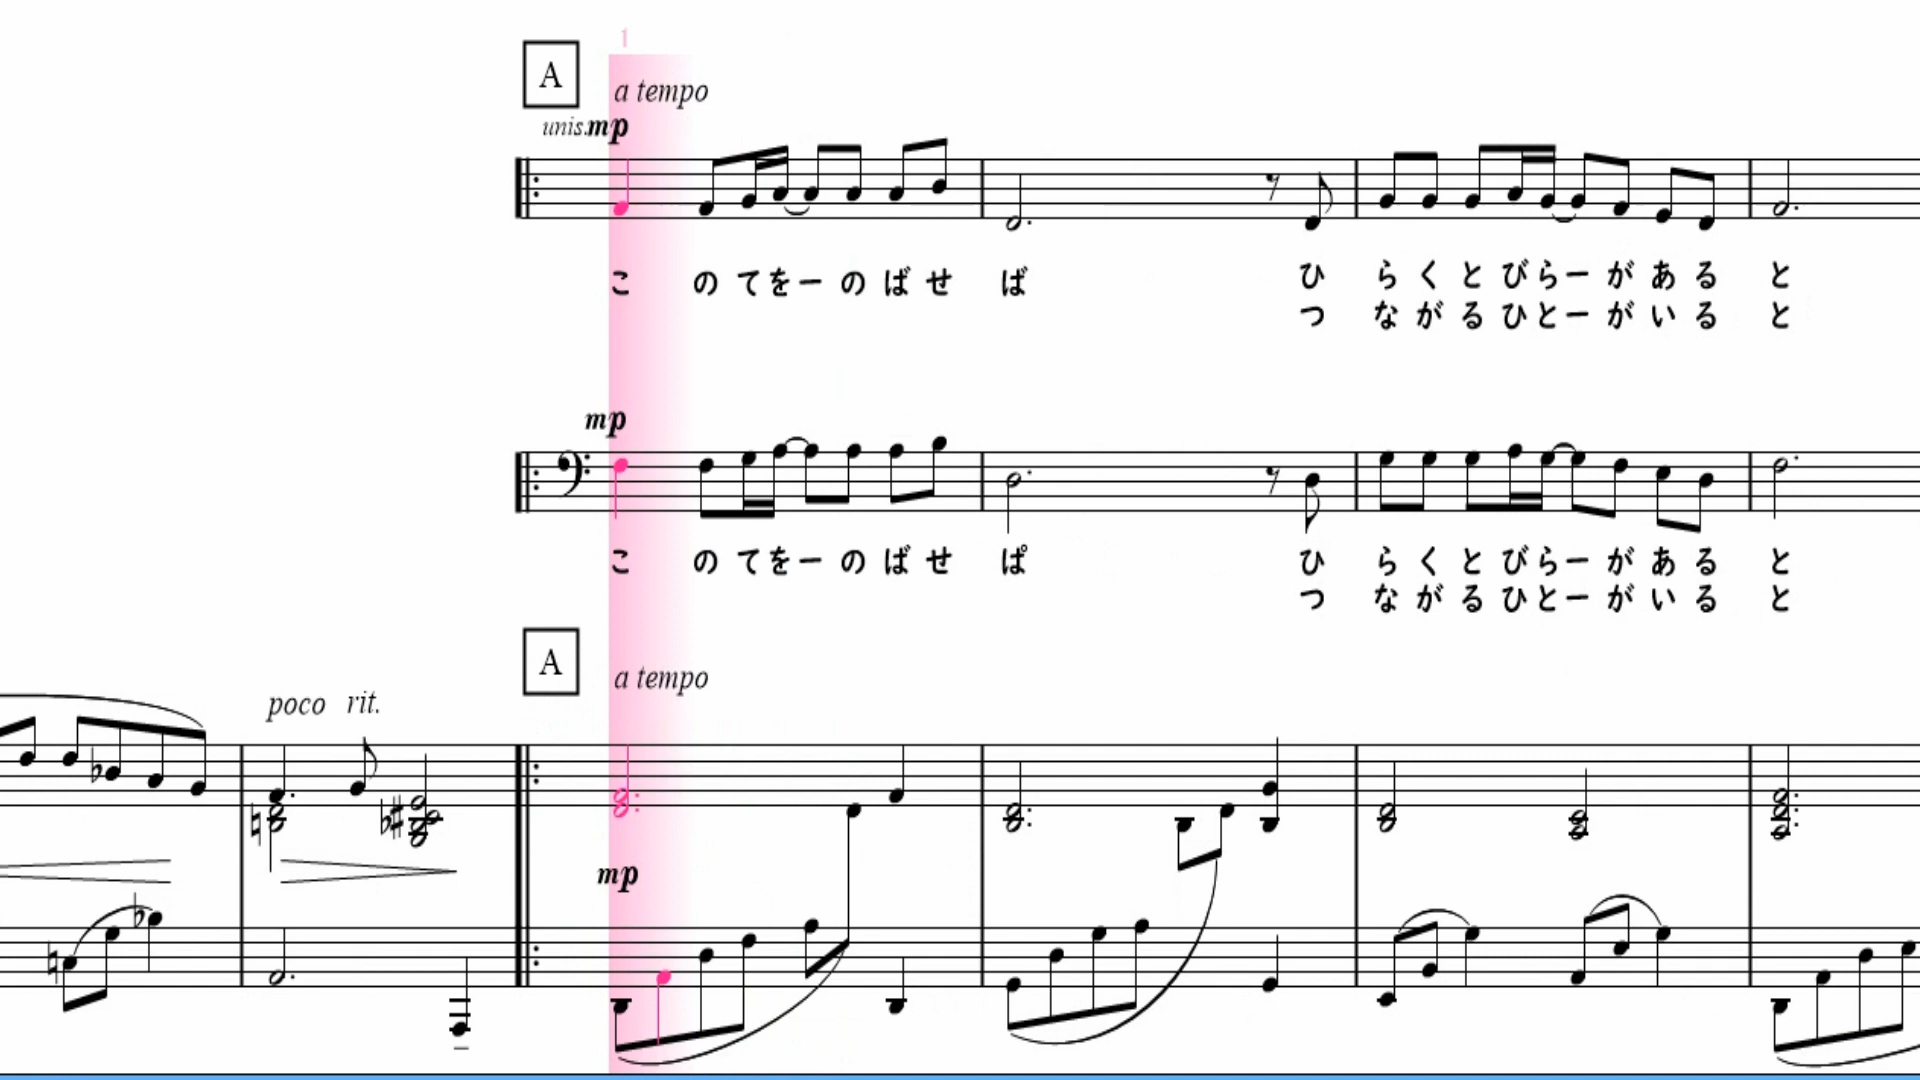 1
A
a tempo
unis. mp
こ の てをー の ば せ ば ひ ら く と びらー が あ る と
つ な が る ひとー が い る と
mp
こ の てをー の ば せ ぱ ひ ら く と びらー が あ る と
つ な が る ひとー が い る と
A
a tempo
poco rit.
mp